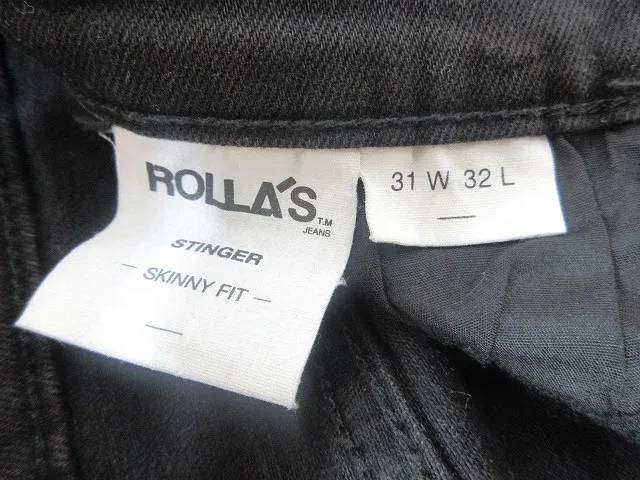 ROLLA'S
T.M
JEANS
STINGER
— SKINNY FIT —
31 W 32 L